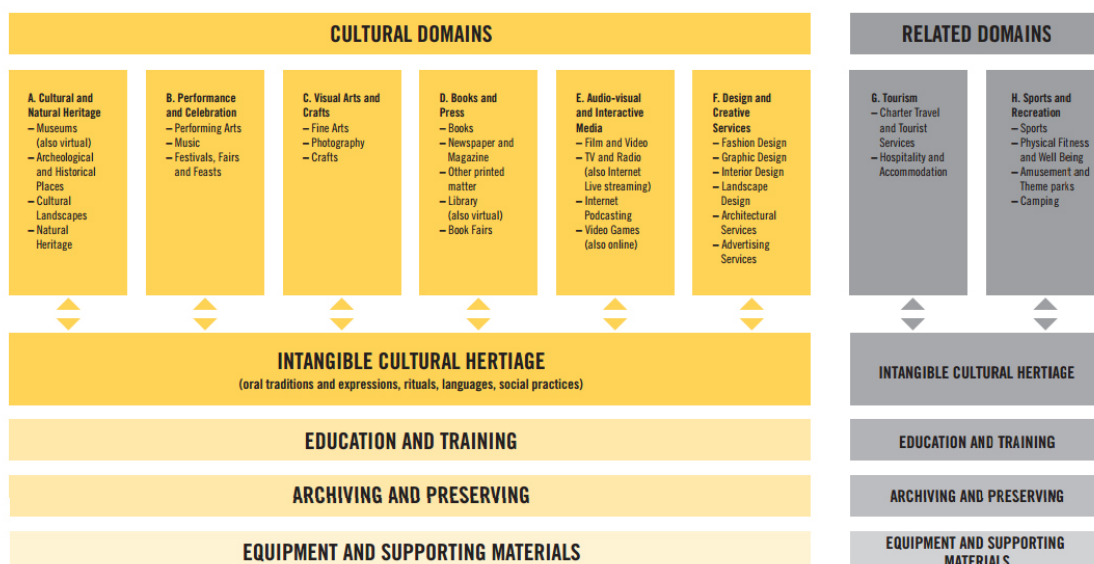 CULTURAL DOMAINS
RELATED DOMAINS
A. Cultural and
Natural Heritage
– Museums
(also virtual)
– Archeological
and Historical
Places
– Cultural
Landscapes
– Natural
Heritage
B. Performance
and Celebration
– Performing Arts
– Music
– Festivals, Fairs
and Feasts
C. Visual Arts and
Crafts
– Fine Arts
– Photography
– Crafts
D. Books and
Press
– Books
– Newspaper and
Magazine
– Other printed
matter
– Library
(also virtual)
– Book Fairs
E. Audio-visual
and Interactive
Media
– Film and Video
– TV and Radio
(also Internet
Live streaming)
– Internet
Podcasting
– Video Games
(also online)
F. Design and
Creative
Services
– Fashion Design
– Graphic Design
– Interior Design
– Landscape
Design
– Architectural
Services
– Advertising
Services
G. Tourism
– Charter Travel
and Tourist
Services
– Hospitality and
Accommodation
H. Sports and
Recreation
– Sports
– Physical Fitness
and Well Being
– Amusement and
Theme parks
– Camping
INTANGIBLE CULTURAL HERTIAGE
(oral traditions and expressions, rituals, languages, social practices)
INTANGIBLE CULTURAL HERTIAGE
EDUCATION AND TRAINING
EDUCATION AND TRAINING
ARCHIVING AND PRESERVING
ARCHIVING AND PRESERVING
EQUIPMENT AND SUPPORTING MATERIALS
EQUIPMENT AND SUPPORTING
MATERIALS